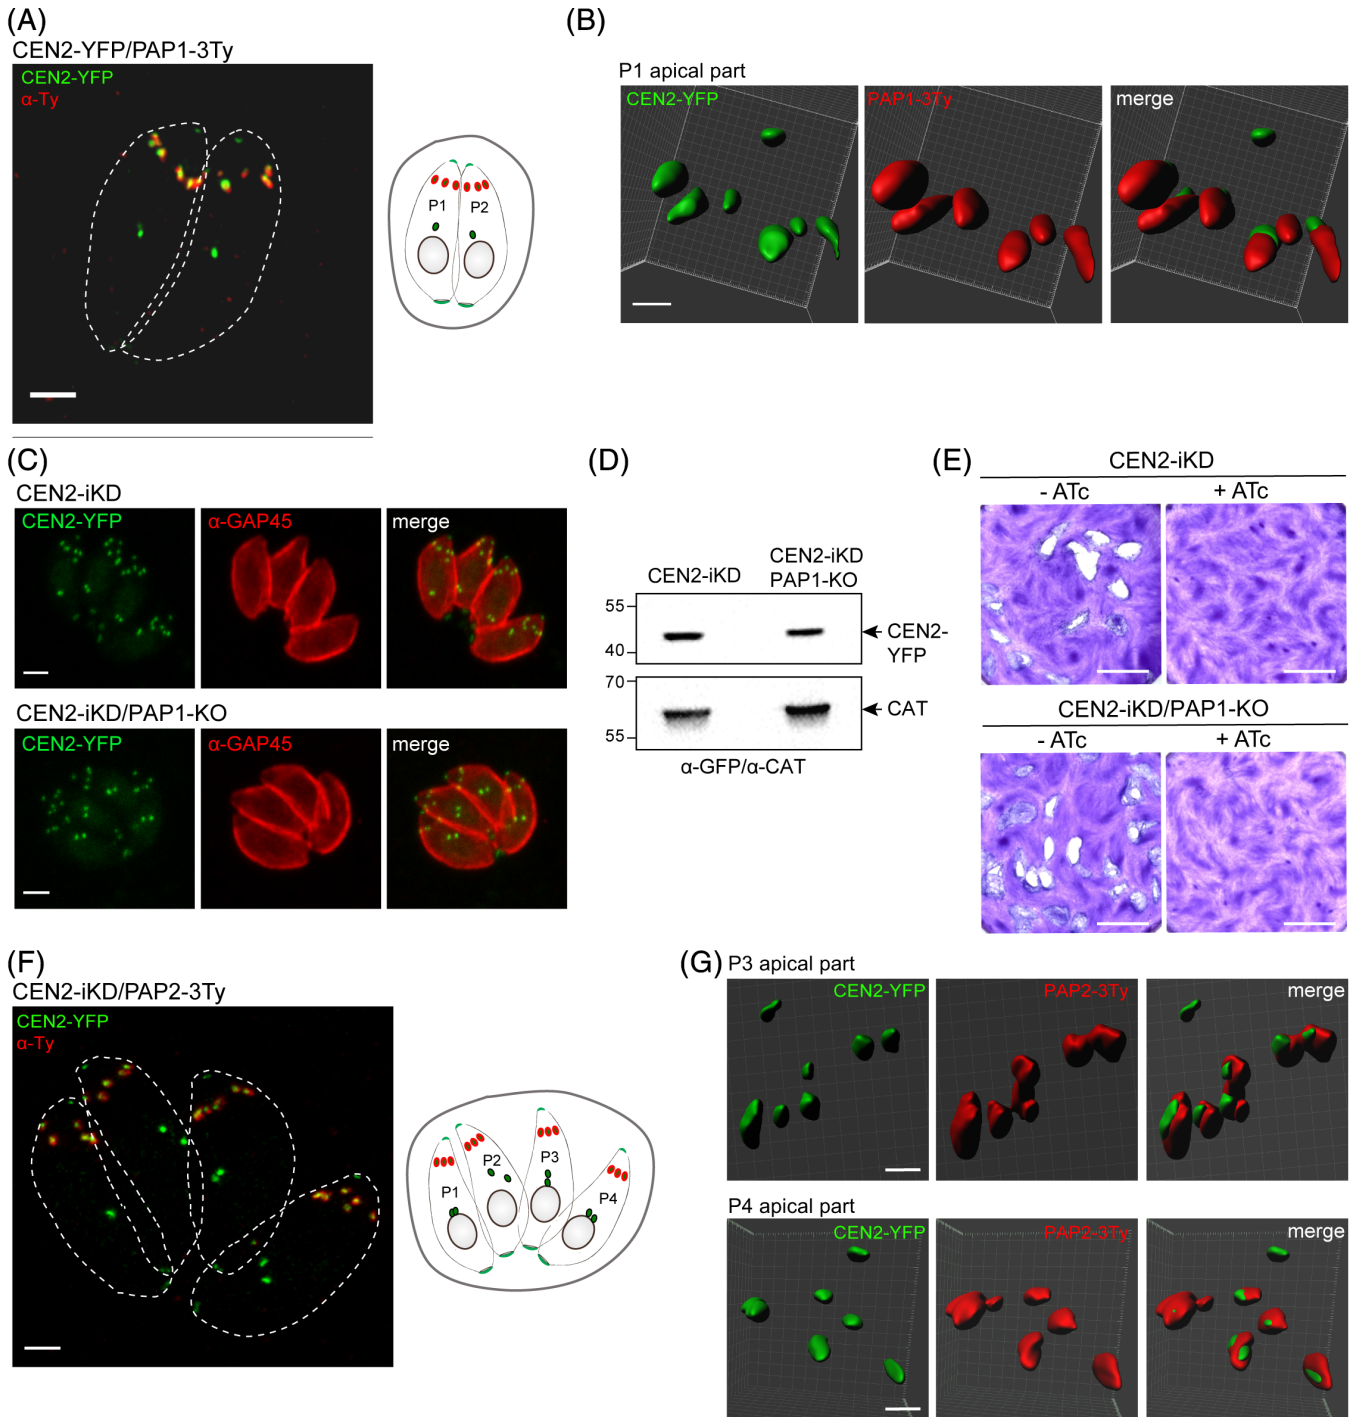 (A)
CEN2-YFP/PAP1-3Ty
CEN2-YFP
α-Ty
P1
P2
(B)
P1 apical part
CEN2-YFP
PAP1-3Ty
merge
(C)
CEN2-iKD
CEN2-YFP
α-GAP45
merge
CEN2-iKD/PAP1-KO
CEN2-YFP
α-GAP45
merge
(D)
CEN2-iKD
CEN2-iKD
PAP1-KO
55
40
CEN2-
YFP
70
55
CAT
α-GFP/α-CAT
(E)
CEN2-iKD
- ATc
+ ATc
CEN2-iKD/PAP1-KO
- ATc
+ ATc
(F)
CEN2-iKD/PAP2-3Ty
CEN2-YFP
α-Ty
P1
P2
P3
P4
(G)
P3 apical part
CEN2-YFP
PAP2-3Ty
merge
P4 apical part
CEN2-YFP
PAP2-3Ty
merge